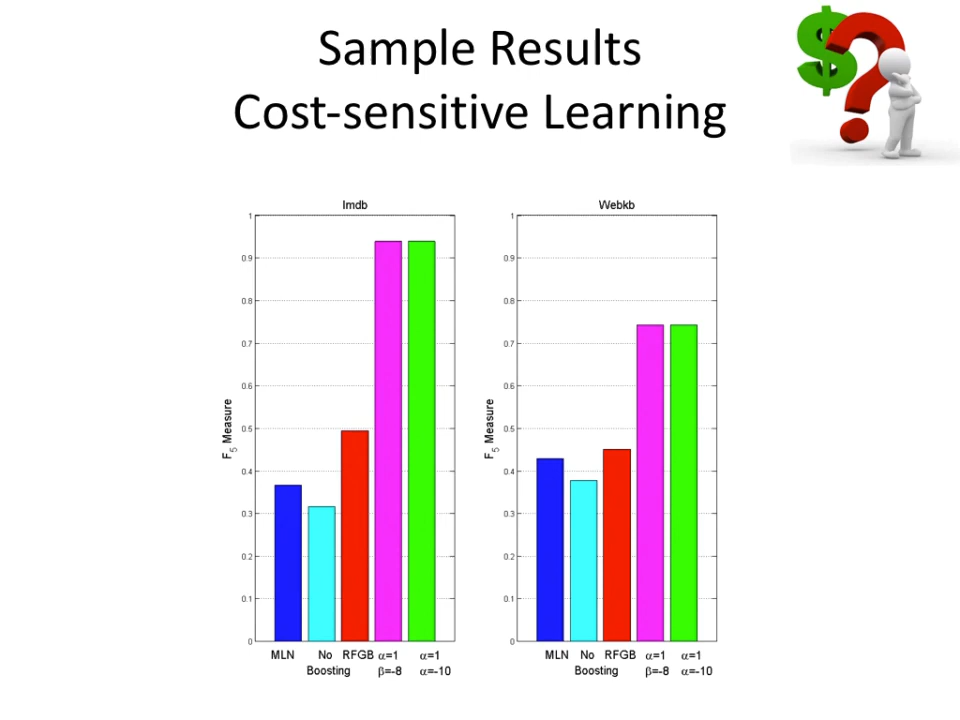 Sample Results
Cost-sensitive Learning
$?
Imdb
1
0.9
0.8
0.7
0.6
0.5
0.4
0.3
0.2
0.1
0
F5 Measure
MLN No RFGB α=1 α=1
Boosting β=-8 α=-10
Webkb
1
0.9
0.8
0.7
0.6
0.5
0.4
0.3
0.2
0.1
0
F5 Measure
MLN No RFGB α=1 α=1
Boosting β=-8 α=-10